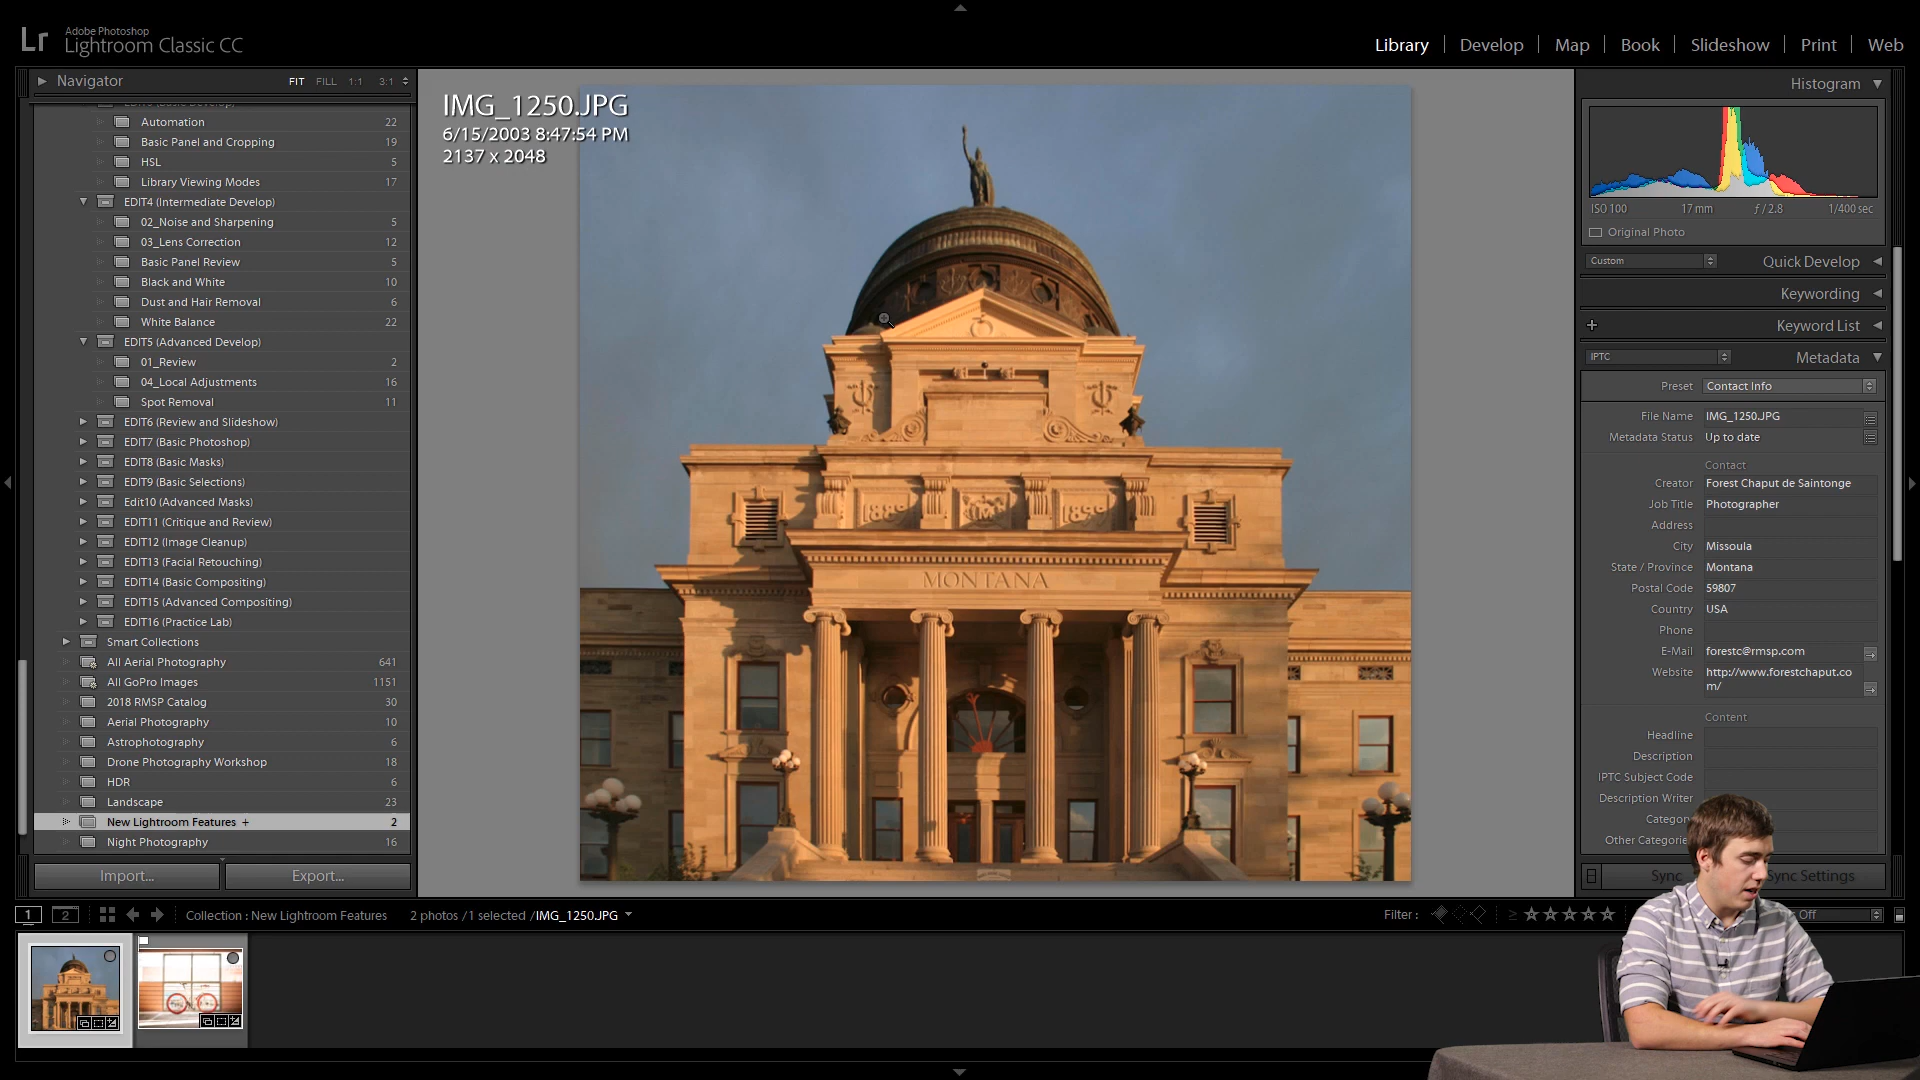 Lr
Adobe Photoshop
Lightroom Classic CC
Library
Develop
Map
Book
Slideshow
Print
Web
Navigator
FIT
FILL
1:1
3:1
Automation 22
Basic Panel and Cropping 19
HSL 5
Library Viewing Modes 17
EDIT4 (Intermediate Develop)
02_Noise and Sharpening 5
03_Lens Correction 12
Basic Panel Review 5
Black and White 10
Dust and Hair Removal 6
White Balance 22
EDIT5 (Advanced Develop)
01_Review 2
04_Local Adjustments 16
Spot Removal 11
EDIT6 (Review and Slideshow)
EDIT7 (Basic Photoshop)
EDIT8 (Basic Masks)
EDIT9 (Basic Selections)
Edit10 (Advanced Masks)
EDIT11 (Critique and Review)
EDIT12 (Image Cleanup)
EDIT13 (Facial Retouching)
EDIT14 (Basic Compositing)
EDIT15 (Advanced Compositing)
EDIT16 (Practice Lab)
Smart Collections
All Aerial Photography 641
All GoPro Images 1151
2018 RMSP Catalog 30
Aerial Photography 10
Astrophotography 6
Drone Photography Workshop 18
HDR 6
Landscape 23
New Lightroom Features + 2
Night Photography 16
Import...
Export...
IMG_1250.JPG
6/15/2003 8:47:54 PM
2137 x 2048
1889
1899
MONTANA
Histogram
ISO 100 17 mm ƒ / 2.8 1/400 sec
Original Photo
Custom
Quick Develop
Keywording
+ Keyword List
IPTC
Metadata
Preset Contact Info
File Name IMG_1250.JPG
Metadata Status Up to date
Contact
Creator Forest Chaput de Saintonge
Job Title Photographer
Address
City Missoula
State / Province Montana
Postal Code 59807
Country USA
Phone
E-Mail forestc@rmsp.com
Website http://www.forestchaput.co
m/
Content
Headline
Description
IPTC Subject Code
Description Writer
Category
Other Categorie
Sync
Sync Settings
1
2
Collection : New Lightroom Features
2 photos / 1 selected / IMG_1250.JPG
Filter :
≥
Off